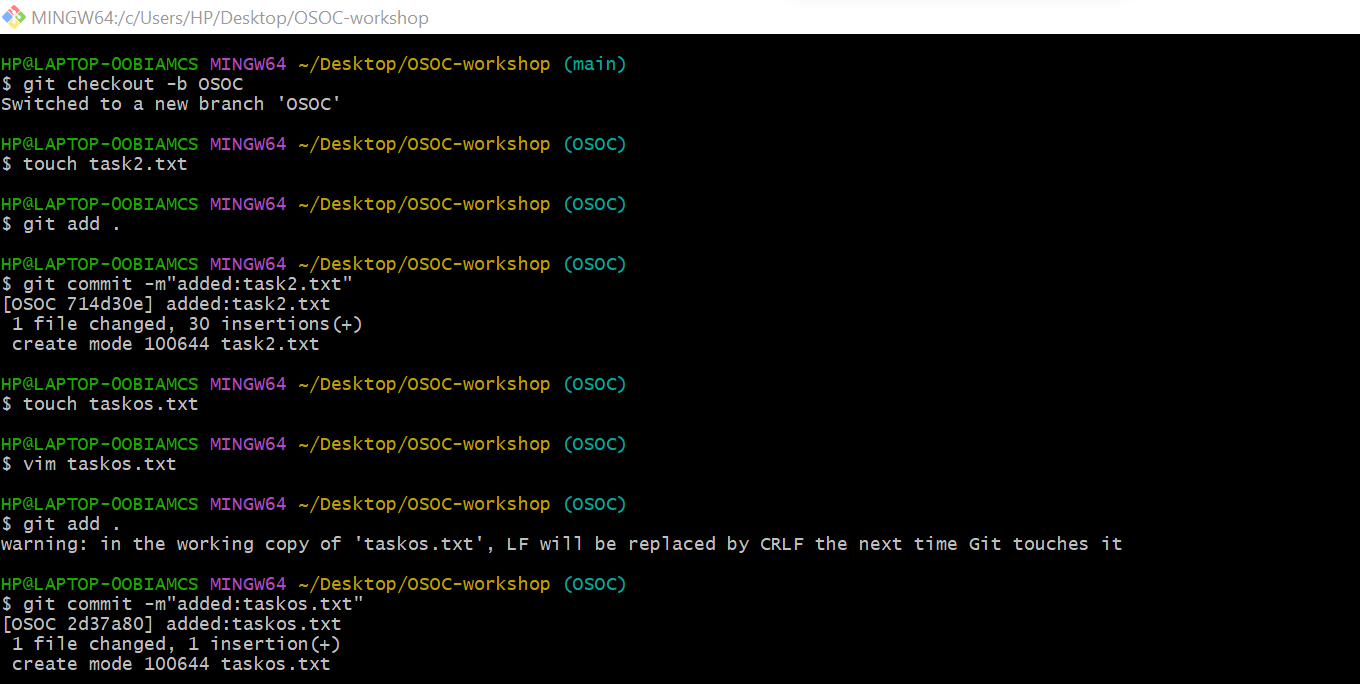 MINGW64:/c/Users/HP/Desktop/OSOC-workshop
HP@LAPTOP-OOBIAMCS MINGW64 ~/Desktop/OSOC-workshop (main)
$ git checkout -b OSOC
Switched to a new branch 'OSOC'
HP@LAPTOP-OOBIAMCS MINGW64 ~/Desktop/OSOC-workshop (OSOC)
$ touch task2.txt
HP@LAPTOP-OOBIAMCS MINGW64 ~/Desktop/OSOC-workshop (OSOC)
$ git add .
HP@LAPTOP-OOBIAMCS MINGW64 ~/Desktop/OSOC-workshop (OSOC)
$ git commit -m"added:task2.txt"
[OSOC 714d30e] added:task2.txt
 1 file changed, 30 insertions(+)
 create mode 100644 task2.txt
HP@LAPTOP-OOBIAMCS MINGW64 ~/Desktop/OSOC-workshop (OSOC)
$ touch taskos.txt
HP@LAPTOP-OOBIAMCS MINGW64 ~/Desktop/OSOC-workshop (OSOC)
$ vim taskos.txt
HP@LAPTOP-OOBIAMCS MINGW64 ~/Desktop/OSOC-workshop (OSOC)
$ git add .
warning: in the working copy of 'taskos.txt', LF will be replaced by CRLF the next time Git touches it
HP@LAPTOP-OOBIAMCS MINGW64 ~/Desktop/OSOC-workshop (OSOC)
$ git commit -m"added:taskos.txt"
[OSOC 2d37a80] added:taskos.txt
 1 file changed, 1 insertion(+)
 create mode 100644 taskos.txt